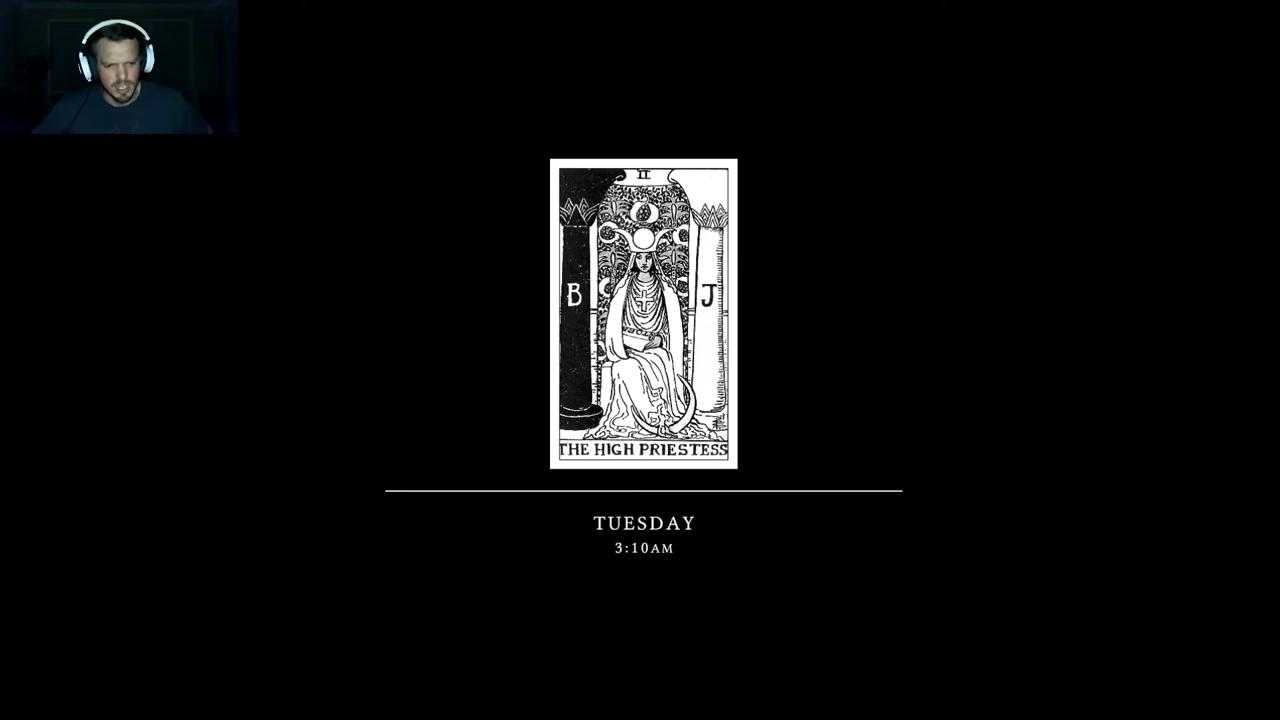 II
B
J
THE HIGH PRIESTESS
TUESDAY
3:10AM